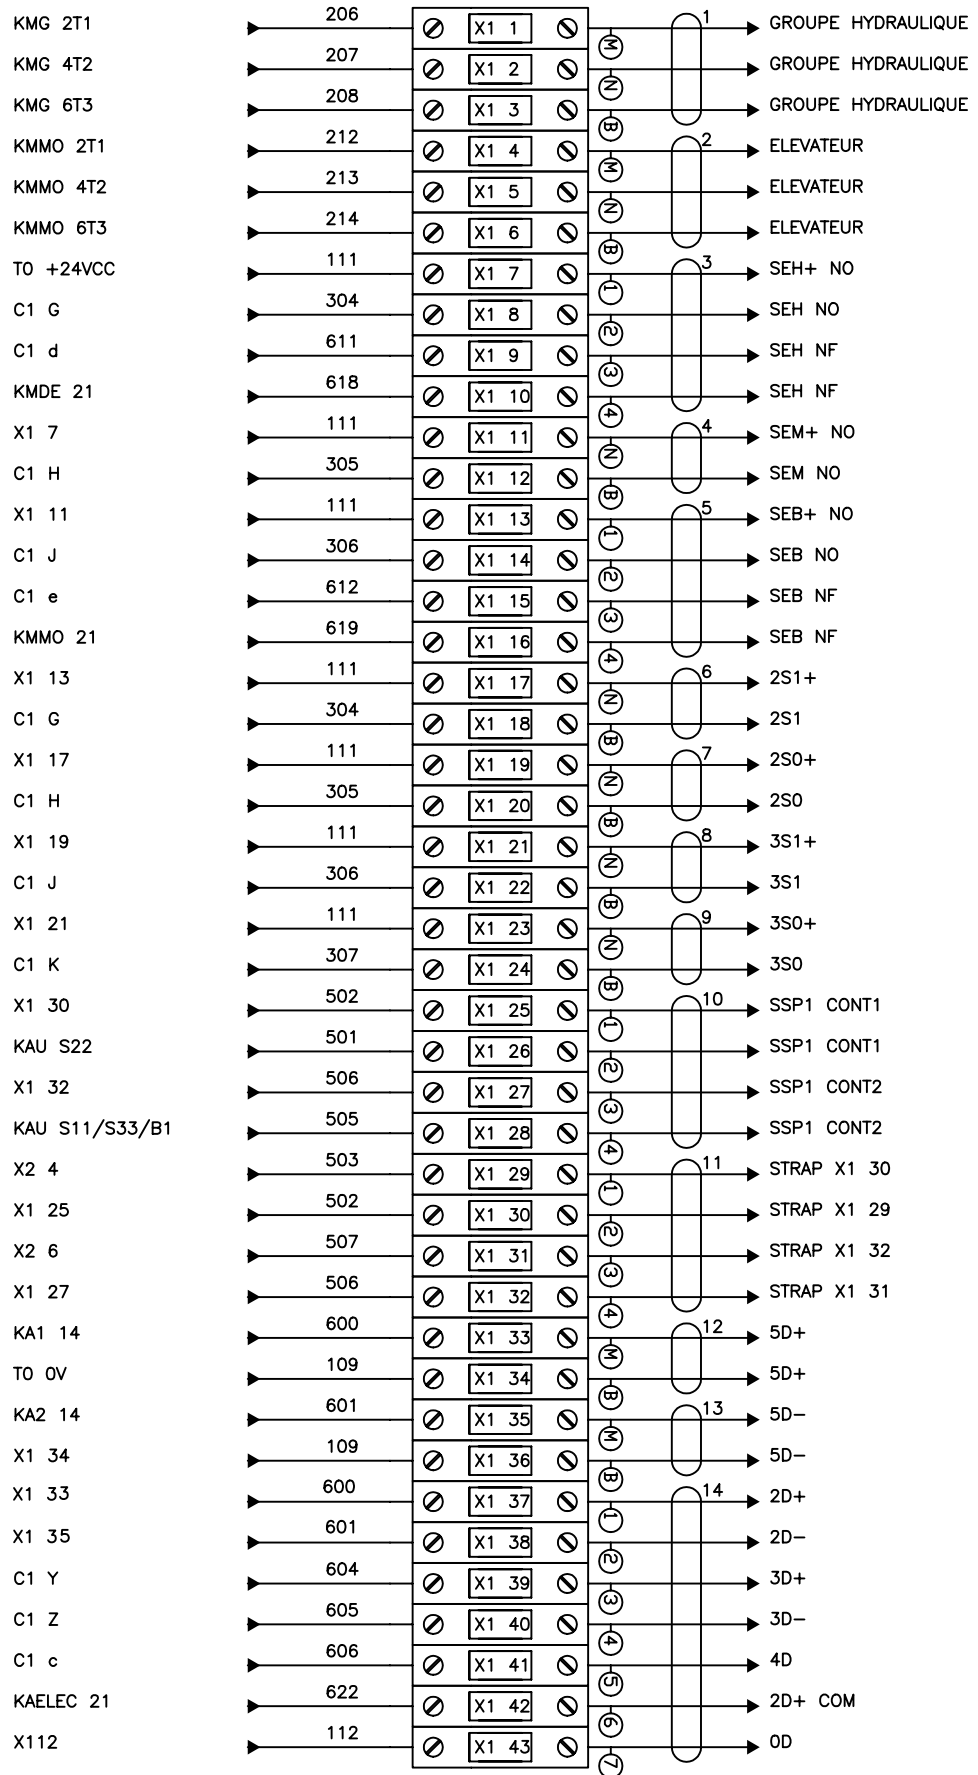 KMG 2T1 206 X1 1 M 1 GROUPE HYDRAULIQUE
KMG 4T2 207 X1 2 N GROUPE HYDRAULIQUE
KMG 6T3 208 X1 3 B GROUPE HYDRAULIQUE
KMMO 2T1 212 X1 4 M 2 ELEVATEUR
KMMO 4T2 213 X1 5 N ELEVATEUR
KMMO 6T3 214 X1 6 B ELEVATEUR
T0 +24VCC 111 X1 7 1 3 SEH+ NO
C1 G 304 X1 8 2 SEH NO
C1 d 611 X1 9 3 SEH NF
KMDE 21 618 X1 10 4 SEH NF
X1 7 111 X1 11 N 4 SEM+ NO
C1 H 305 X1 12 B SEM NO
X1 11 111 X1 13 1 5 SEB+ NO
C1 J 306 X1 14 2 SEB NO
C1 e 612 X1 15 3 SEB NF
KMMO 21 619 X1 16 4 SEB NF
X1 13 111 X1 17 N 6 2S1+
C1 G 304 X1 18 B 2S1
X1 17 111 X1 19 N 7 2S0+
C1 H 305 X1 20 B 2S0
X1 19 111 X1 21 N 8 3S1+
C1 J 306 X1 22 B 3S1
X1 21 111 X1 23 N 9 3S0+
C1 K 307 X1 24 B 3S0
X1 30 502 X1 25 1 10 SSP1 CONT1
KAU S22 501 X1 26 2 SSP1 CONT1
X1 32 506 X1 27 3 SSP1 CONT2
KAU S11/S33/B1 505 X1 28 4 SSP1 CONT2
X2 4 503 X1 29 1 11 STRAP X1 30
X1 25 502 X1 30 2 STRAP X1 29
X2 6 507 X1 31 3 STRAP X1 32
X1 27 506 X1 32 4 STRAP X1 31
KA1 14 600 X1 33 M 12 5D+
T0 0V 109 X1 34 B 5D+
KA2 14 601 X1 35 M 13 5D-
X1 34 109 X1 36 B 5D-
X1 33 600 X1 37 1 14 2D+
X1 35 601 X1 38 2 2D-
C1 Y 604 X1 39 3 3D+
C1 Z 605 X1 40 4 3D-
C1 c 606 X1 41 5 4D
KAELEC 21 622 X1 42 6 2D+ COM
X112 112 X1 43 7 0D